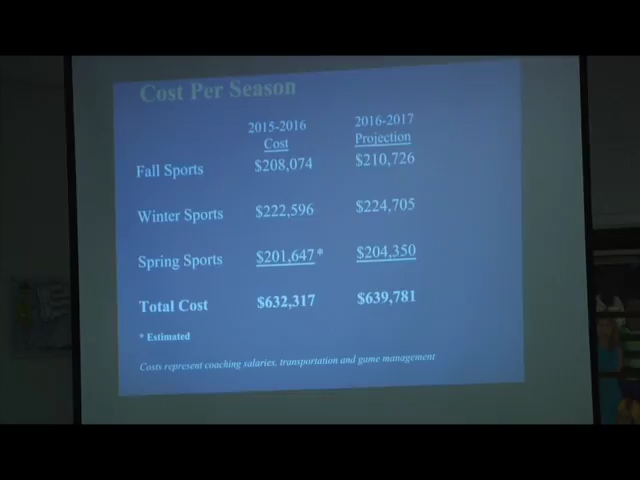 Cost Per Season
2015-2016 2016-2017
Cost Projection
Fall Sports $208,074 $210,726
Winter Sports $222,596 $224,705
Spring Sports $201,647* $204,350
Total Cost $632,317 $639,781
* Estimated
Costs represent coaching salaries, transportation and game management